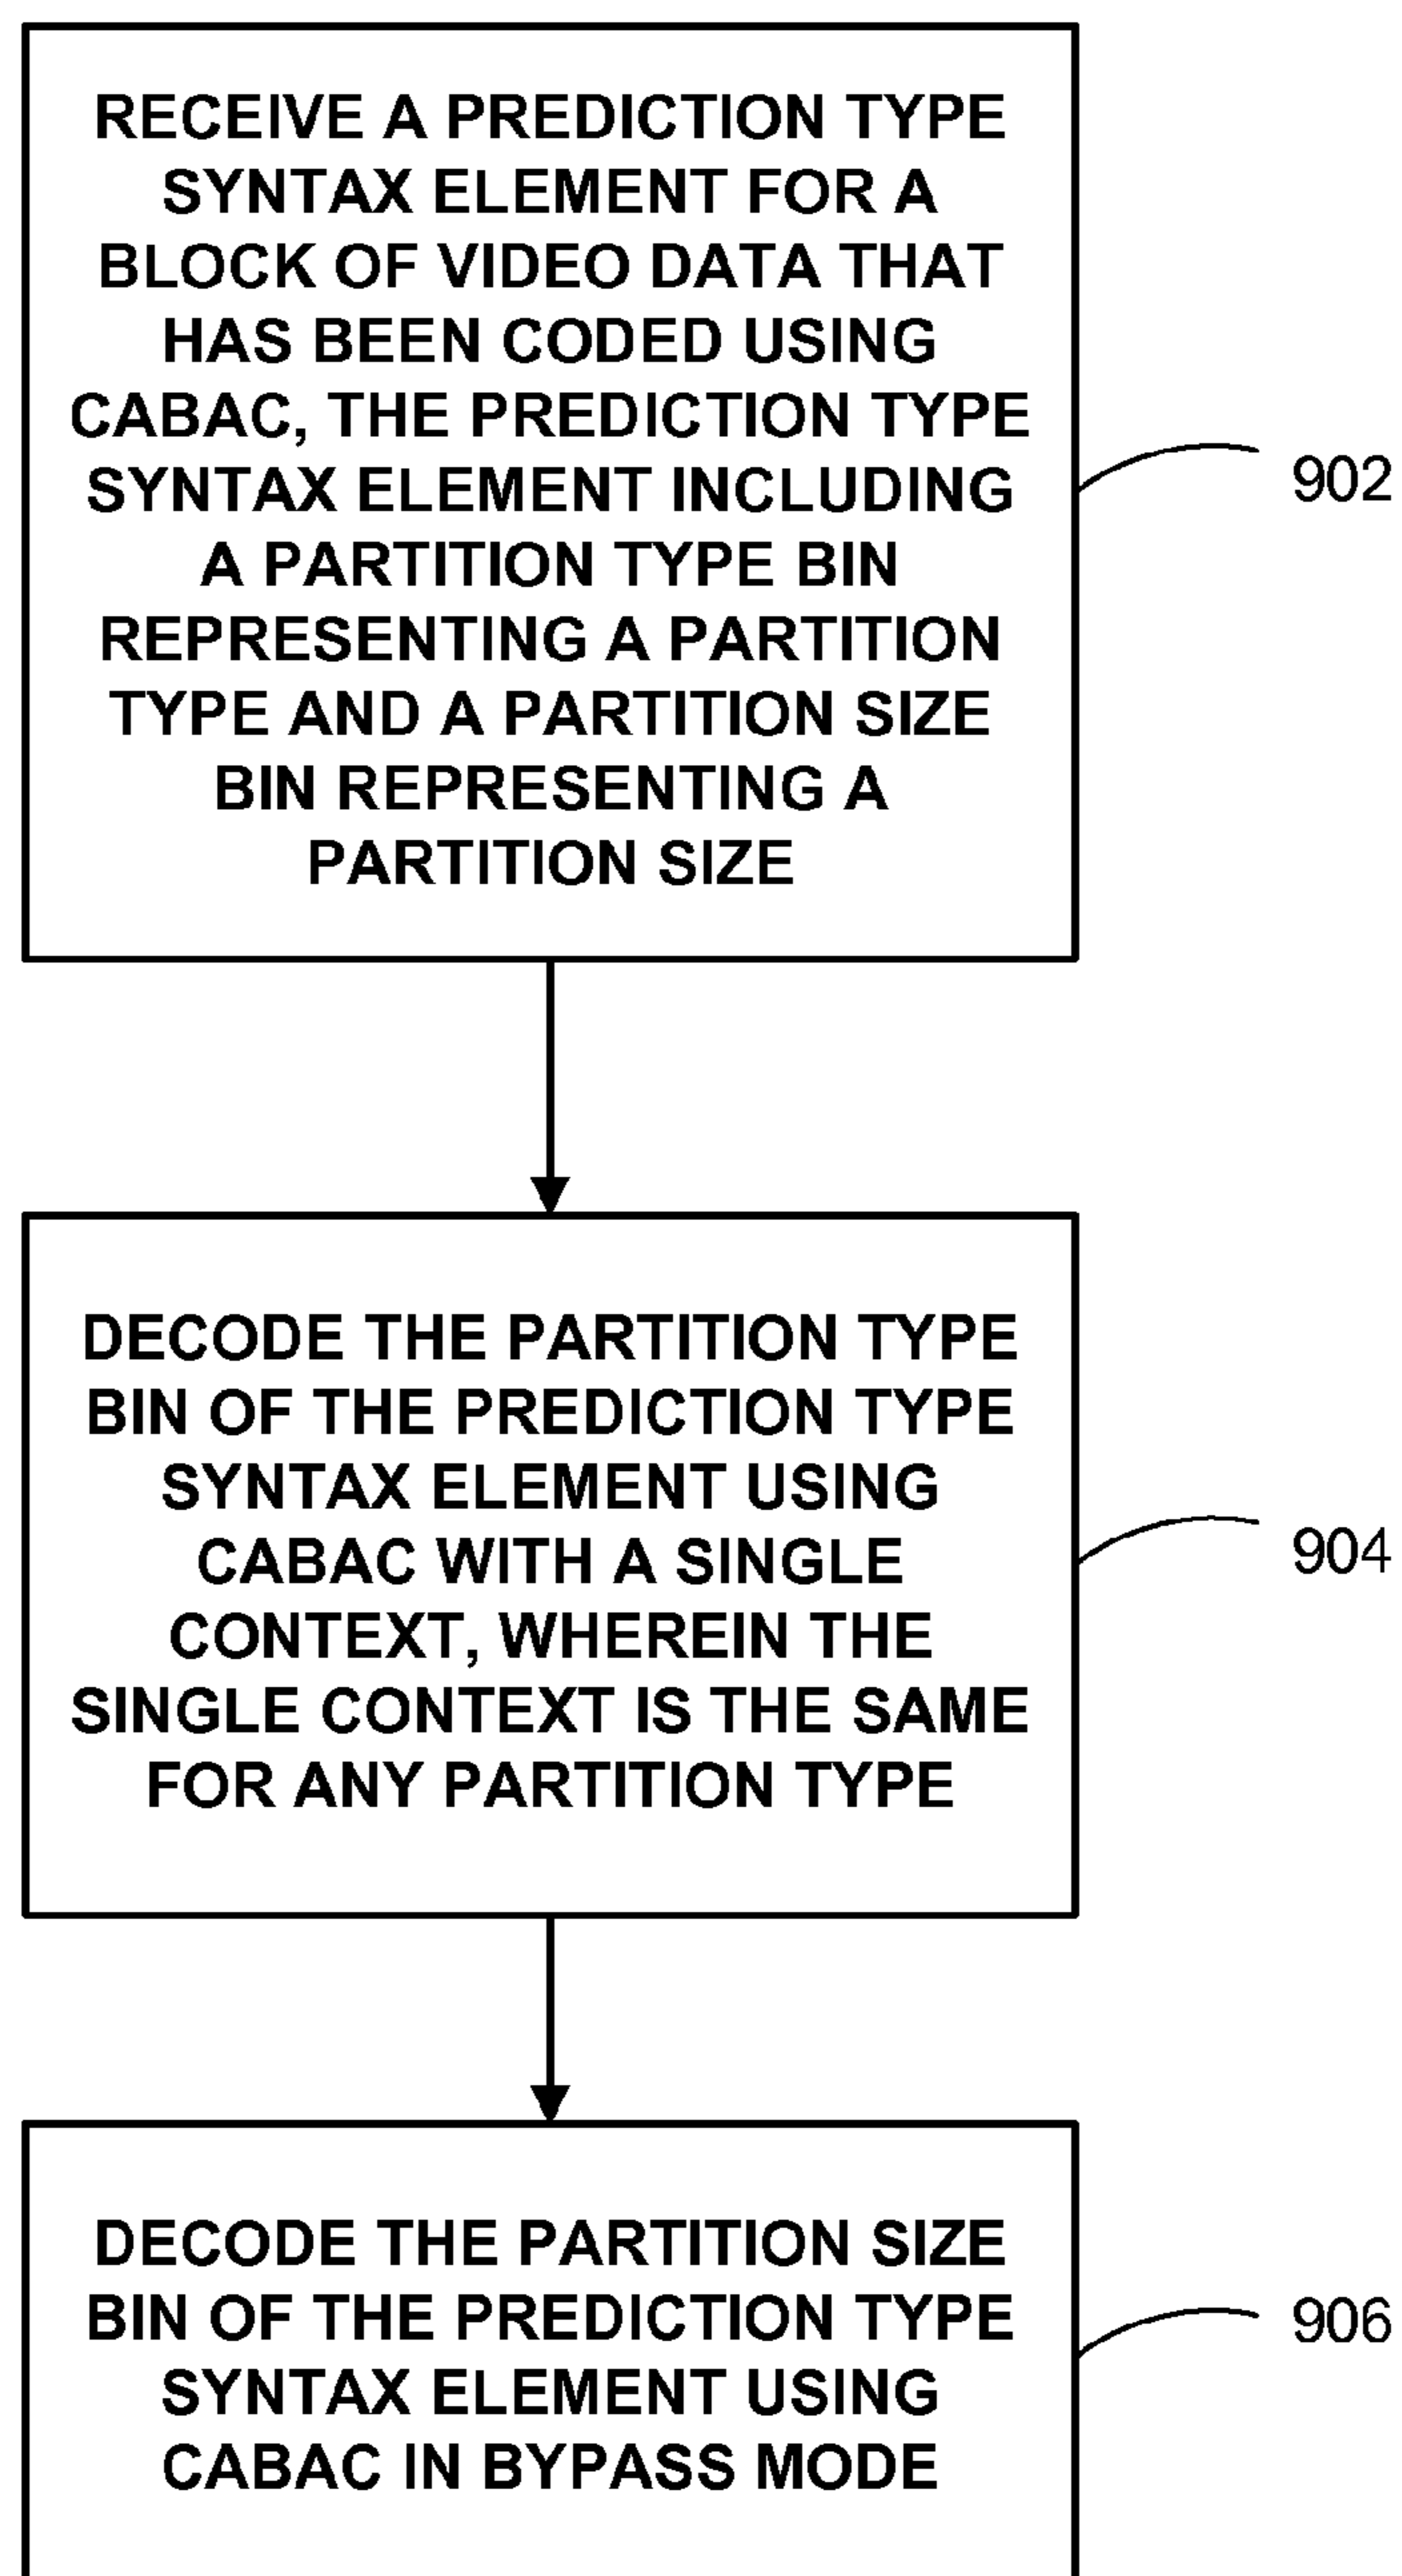 RECEIVE A PREDICTION TYPE
SYNTAX ELEMENT FOR A
BLOCK OF VIDEO DATA THAT
HAS BEEN CODED USING
CABAC, THE PREDICTION TYPE
SYNTAX ELEMENT INCLUDING
A PARTITION TYPE BIN
REPRESENTING A PARTITION
TYPE AND A PARTITION SIZE
BIN REPRESENTING A
PARTITION SIZE
902
DECODE THE PARTITION TYPE
BIN OF THE PREDICTION TYPE
SYNTAX ELEMENT USING
CABAC WITH A SINGLE
CONTEXT, WHEREIN THE
SINGLE CONTEXT IS THE SAME
FOR ANY PARTITION TYPE
904
DECODE THE PARTITION SIZE
BIN OF THE PREDICTION TYPE
SYNTAX ELEMENT USING
CABAC IN BYPASS MODE
906